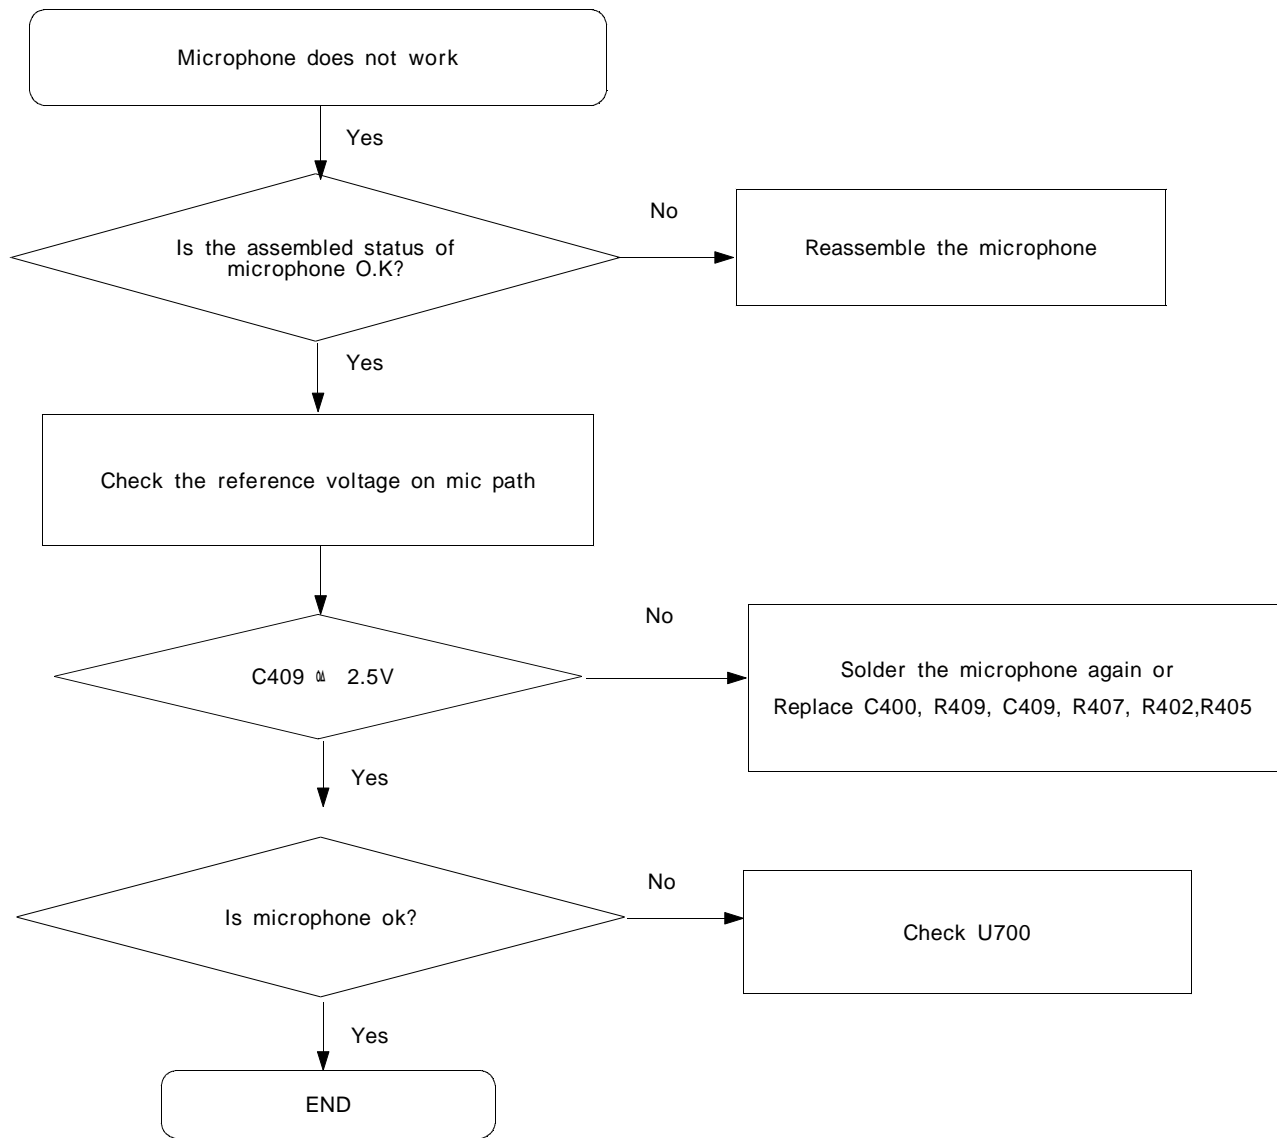 Microphone does not work
Yes
Is the assembled status of
microphone O.K?
No
Reassemble the microphone
Yes
Check the reference voltage on mic path
C409 2.5V
No
Solder the microphone again or
Replace C400, R409, C409, R407, R402,R405
Yes
Is microphone ok?
No
Check U700
Yes
END